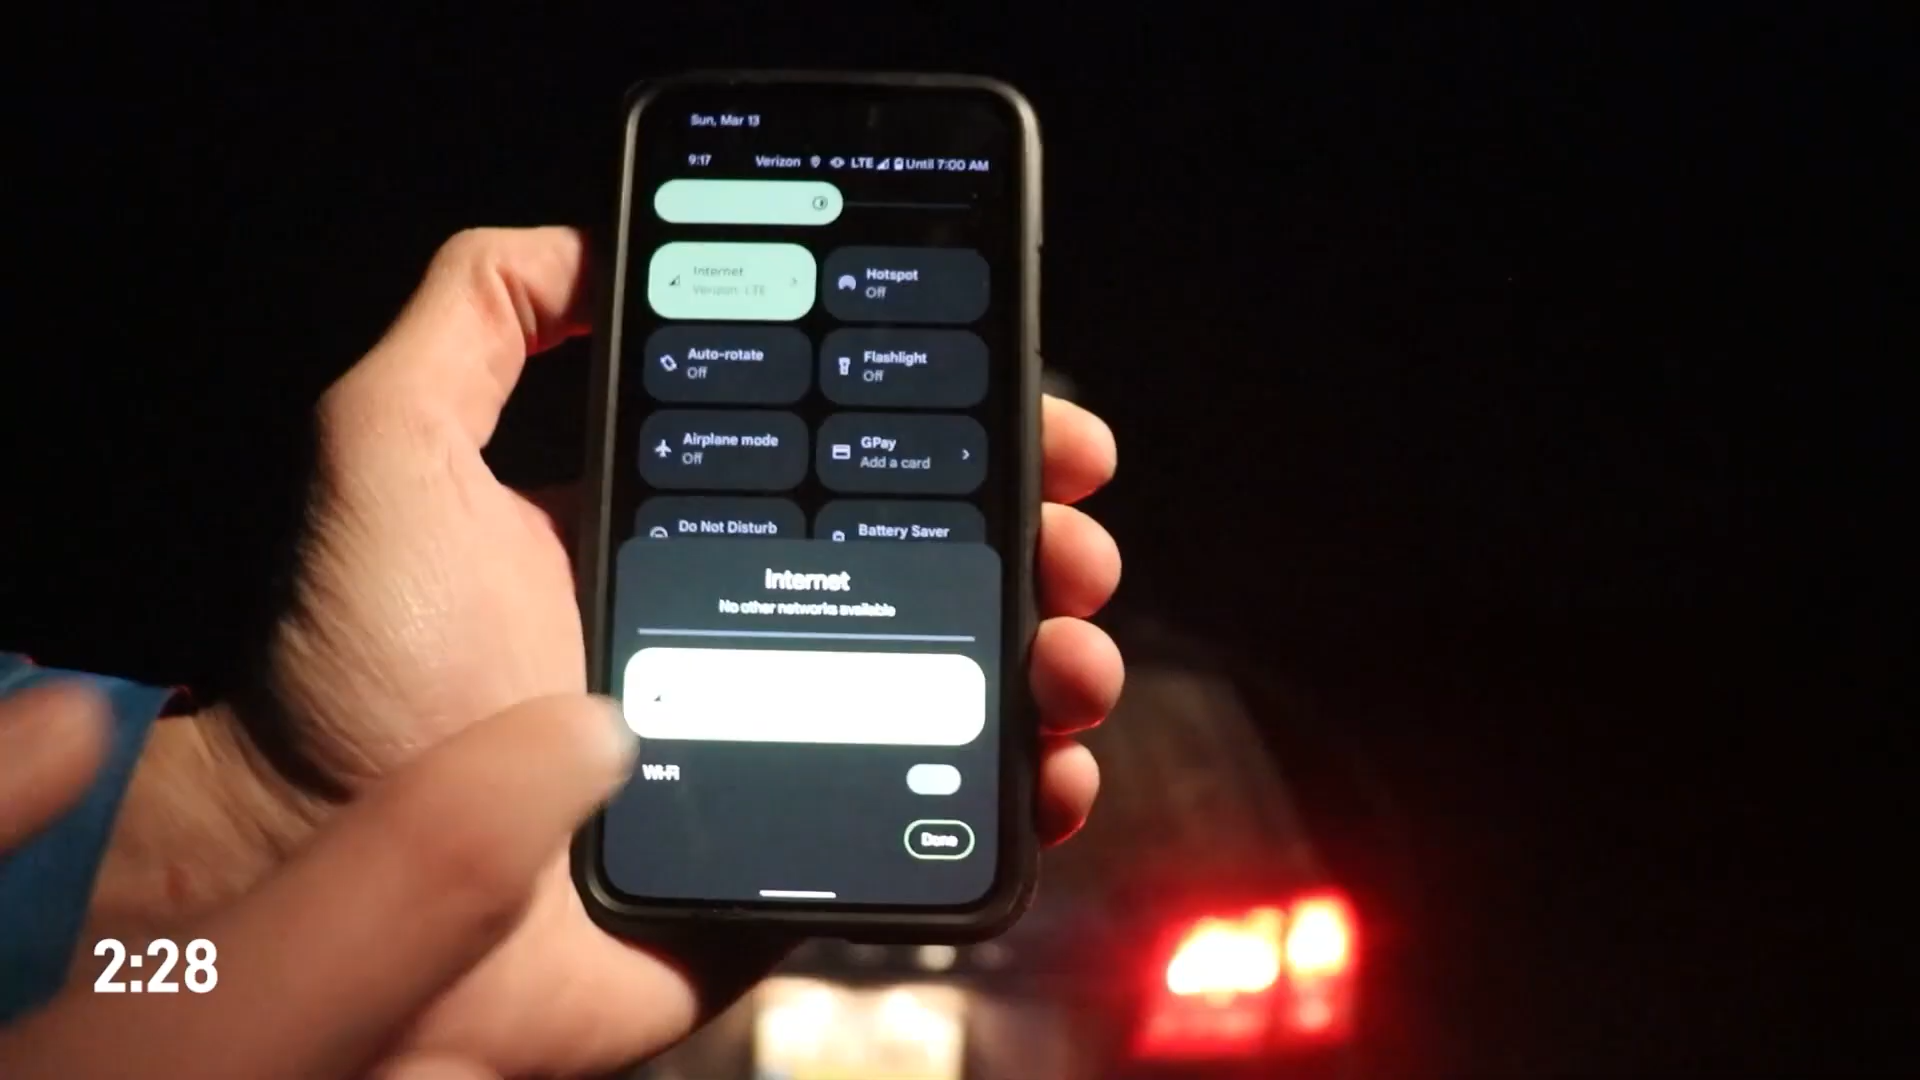 Sun, Mar 13
9:17 Verizon LTE Until 7:00 AM
Internet
Verizon LTE
Hotspot
Off
Auto-rotate
Off
Flashlight
Off
Airplane mode
Off
GPay
Add a card
Do Not Disturb
Battery Saver
Internet
No other networks available
Wi-Fi
Done
2:28